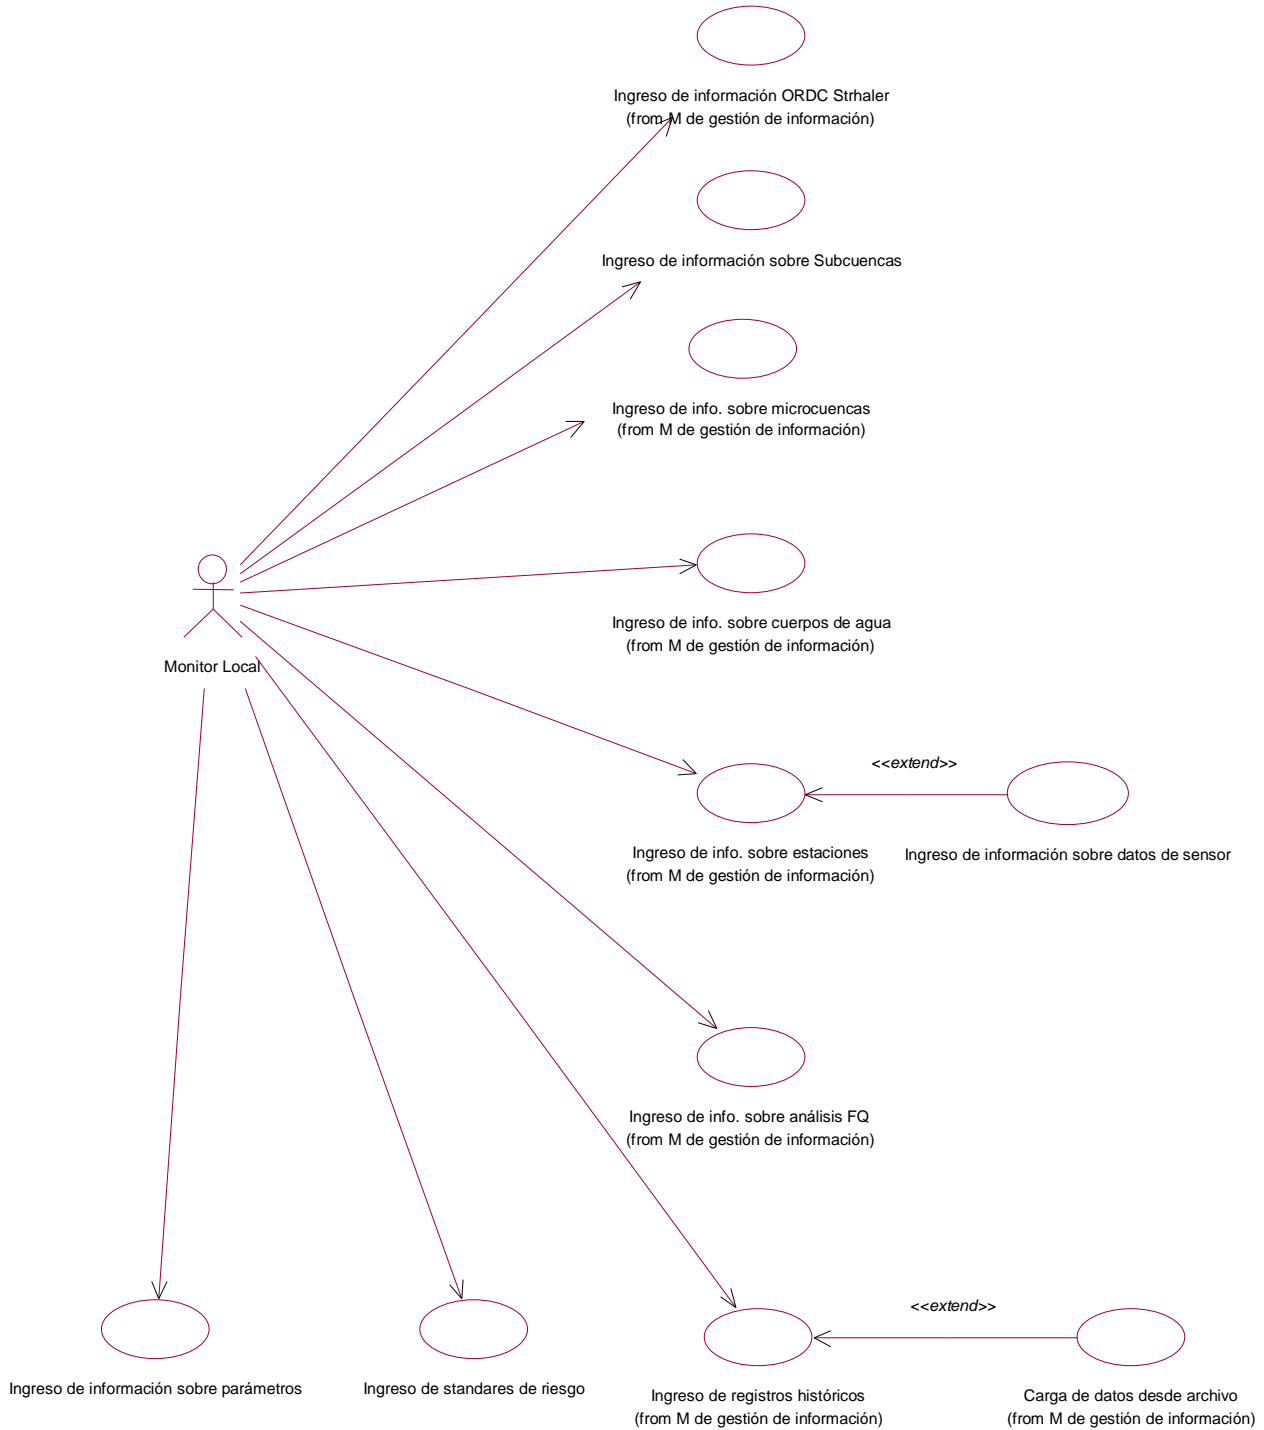 Ingreso de información ORDC Strhaler
(from M de gestión de información)
Ingreso de información sobre Subcuencas
Ingreso de info. sobre microcuencas
(from M de gestión de información)
Ingreso de info. sobre cuerpos de agua
(from M de gestión de información)
Monitor Local
<<extend>>
Ingreso de info. sobre estaciones
(from M de gestión de información)
Ingreso de información sobre datos de sensor
Ingreso de info. sobre análisis FQ
(from M de gestión de información)
<<extend>>
Ingreso de información sobre parámetros
Ingreso de standares de riesgo
Ingreso de registros históricos
(from M de gestión de información)
Carga de datos desde archivo
(from M de gestión de información)